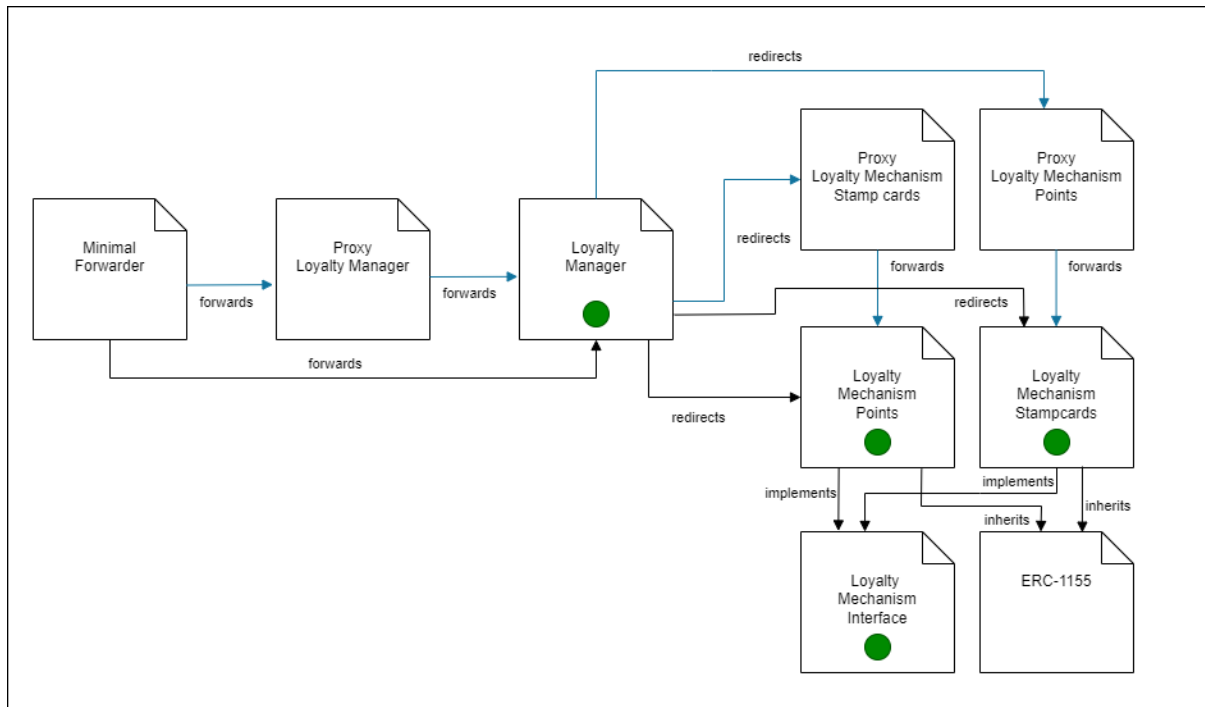 redirects
Proxy
Loyalty Mechanism
Stamp cards
Proxy
Loyalty Mechanism
Points
redirects
Minimal
Forwarder
Proxy
Loyalty Manager
Loyalty
Manager
forwards
forwards
forwards
forwards
redirects
forwards
Loyalty
Mechanism
Points
Loyalty
Mechanism
Stampcards
redirects
implements
implements
inherits
inherits
Loyalty
Mechanism
Interface
ERC-1155